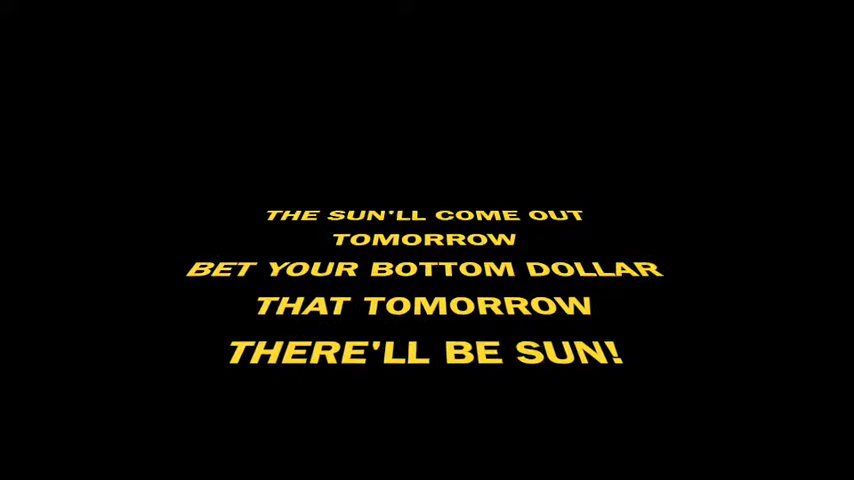 THE SUN'LL COME OUT
TOMORROW
BET YOUR BOTTOM DOLLAR
THAT TOMORROW
THERE'LL BE SUN!